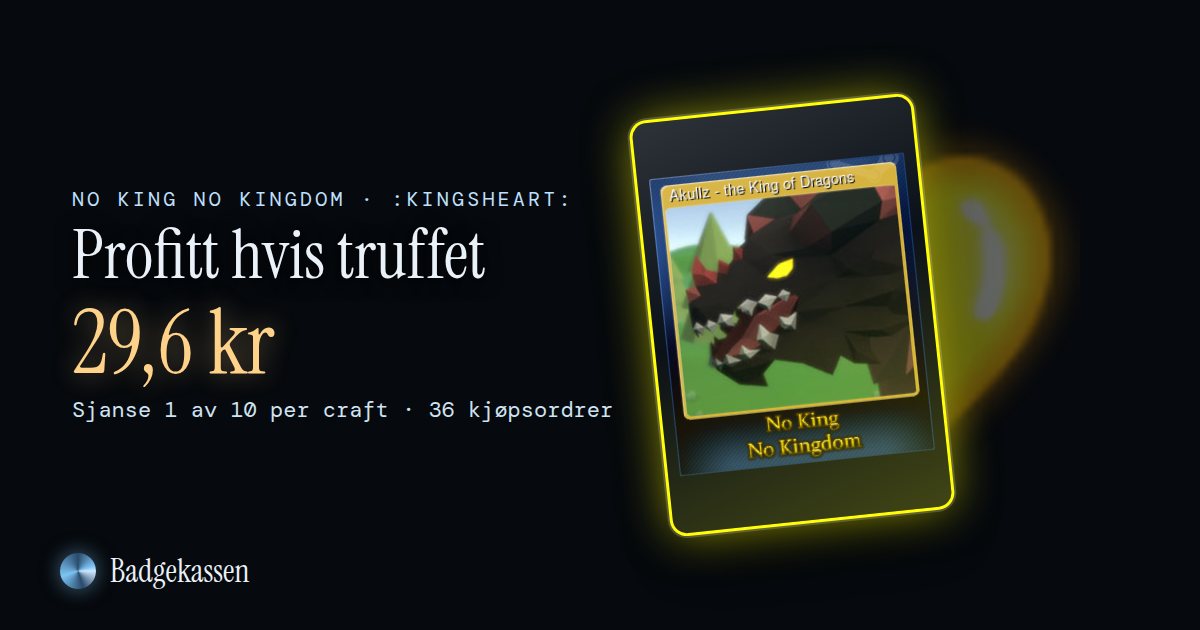 NO KING NO KINGDOM · :KINGSHEART:
Profitt hvis truffet
29,6 kr
Sjanse 1 av 10 per craft · 36 kjøpsordrer
Akullz - the King of Dragons
No King
No Kingdom
Badgekassen